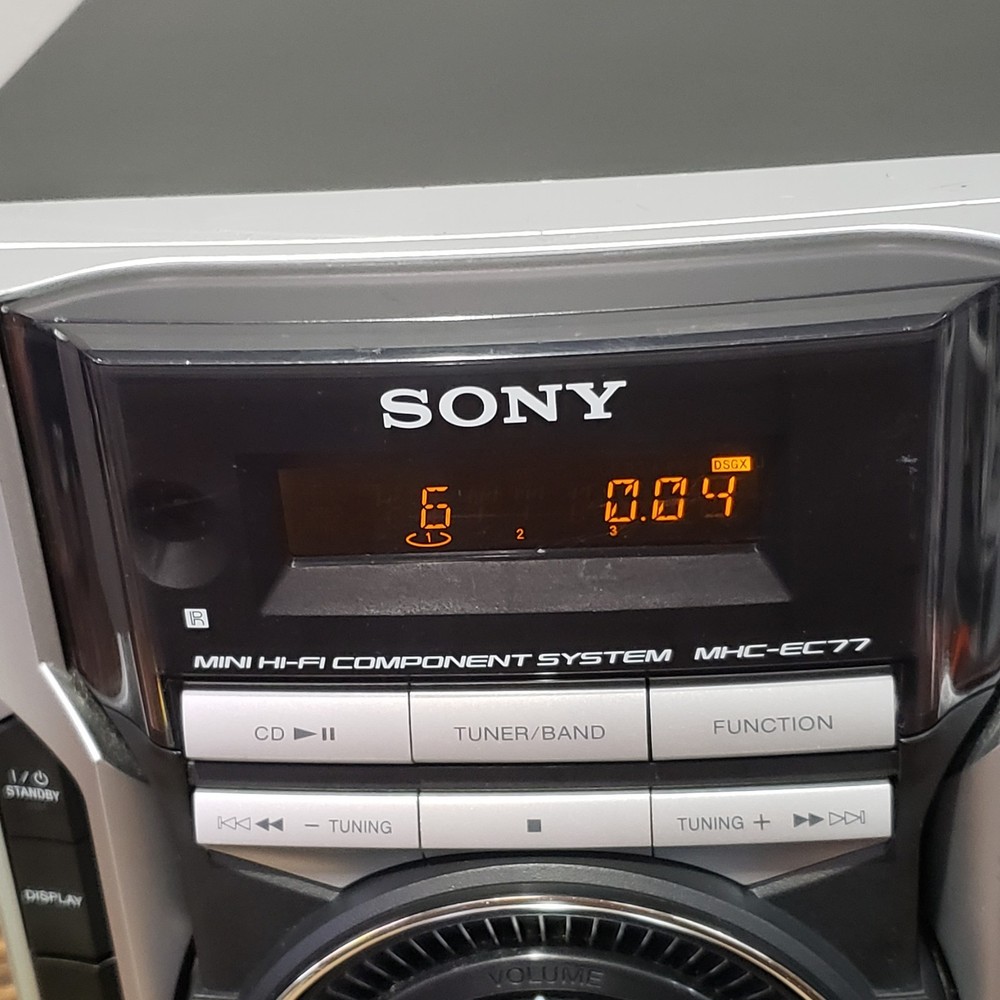 SONY
DSGX
6 0.04
1 2 3
R
MINI HI-FI COMPONENT SYSTEM MHC-EC77
CD ►II TUNER/BAND FUNCTION
I/⏻
STANDBY
⏮◄◄ – TUNING ■ TUNING + ►►⏭
DISPLAY
VOLUME